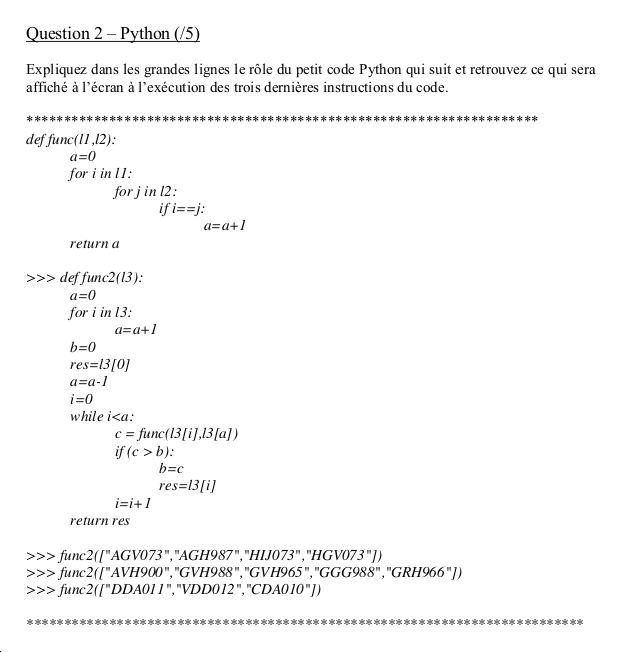 Question 2 – Python (/5)
Expliquez dans les grandes lignes le rôle du petit code Python qui suit et retrouvez ce qui sera
affiché à l'écran à l'exécution des trois dernières instructions du code.
********************************************************************
def func(l1,l2):
a=0
for i in l1:
for j in l2:
if i==j:
a=a+1
return a
>>> def func2(l3):
a=0
for i in l3:
a=a+1
b=0
res=l3[0]
a=a-1
i=0
while i<a:
c = func(l3[i],l3[a])
if (c > b):
b=c
res=l3[i]
i=i+1
return res
>>> func2(["AGV073","AGH987","HIJ073","HGV073"])
>>> func2(["AVH900","GVH988","GVH965","GGG988","GRH966"])
>>> func2(["DDA011","VDD012","CDA010"])
**************************************************************************